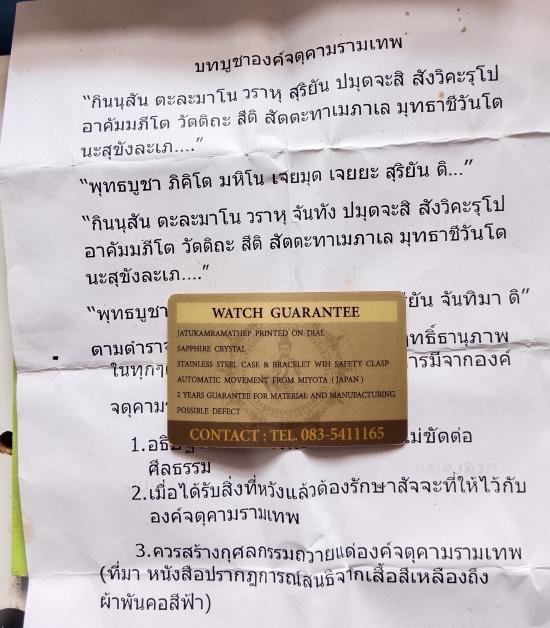 บทบูชาองค์จตุคามรามเทพ
“กินนุสัน ตะละมาโน วราหุ สุริยัน ปมุตจะสิ สังวิคะรุโป
อาคัมมภีโต วัตติถะ สีติ สัตตะทาเมภาเล มุทธาชีวันโต
นะสุขังละเภ....”
“พุทธบูชา ภิคิโต มหิโน เจยมุต เจยยะ สุริยัน ติ...”
“กินนุสัน ตะละมาโน วราหุ จันทัง ปมุตจะสิ สังวิคะรุโป
อาคัมมภีโต วัตติถะ สีติ สัตตะทาเมภาเล มุทธาชีวันโต
นะสุขังละเภ....”
“พุทธบูชา ริยัน จันทิมา ติ”
ตามตำรา ทธิ์ธานุภาพ
ในทุกๆ การมีจากองค์
จตุคาม
WATCH GUARANTEE
JATUKAMRAMATHEP PRINTED ON DIAL
SAPPHIRE CRYSTAL
STAINLESS STEEL CASE & BRACELET WIH SAFETY CLASP
AUTOMATIC MOVEMENT FROM MIYOTA (JAPAN)
2 YEARS GUARANTEE FOR MATERIAL AND MANUFACTURING
POSSIBLE DEFECT
CONTACT : TEL. 083-5411165
1. ไม่ขัดต่อ
ศีลธรรม
2.เมื่อได้รับสิ่งที่หวังแล้วต้องรักษาสัจจะที่ให้ไว้กับ
องค์จตุคามรามเทพ
3.ควรสร้างกุศลกรรมถวายแด่องค์จตุคามรามเทพ
(ที่มา หนังสือปรากฎการณ์สนธิจากเสื้อสีเหลืองถึง
ผ้าพันคอสีฟ้า)